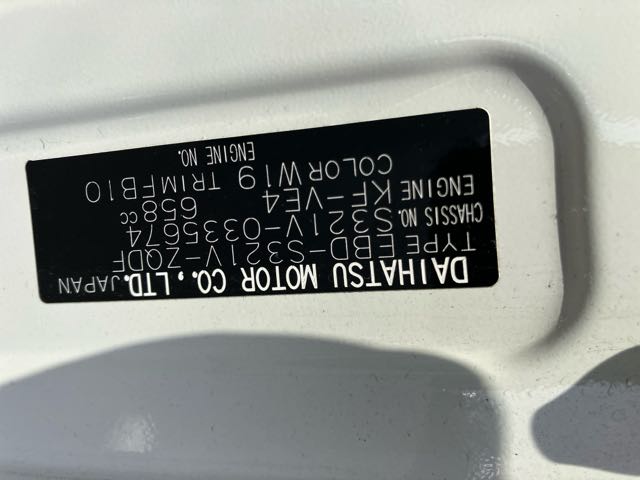 DAIHATSU MOTOR CO., LTD. JAPAN
TYPE EBD-S321V-ZQDF
CHASSIS NO. S321V-0335674
ENGINE KF-VE4 658cc
COLOR W19 TRIM FB10
ENGINE NO.